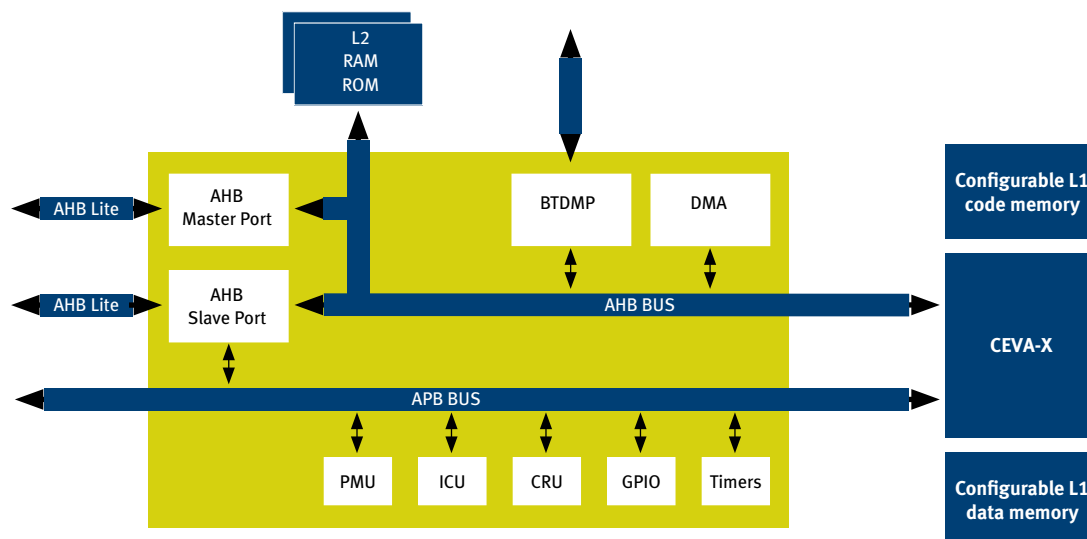 L2
RAM
ROM
AHB Lite
AHB
Master Port
BTDMP
DMA
Configurable L1
code memory
AHB Lite
AHB
Slave Port
AHB BUS
CEVA-X
APB BUS
PMU
ICU
CRU
GPIO
Timers
Configurable L1
data memory